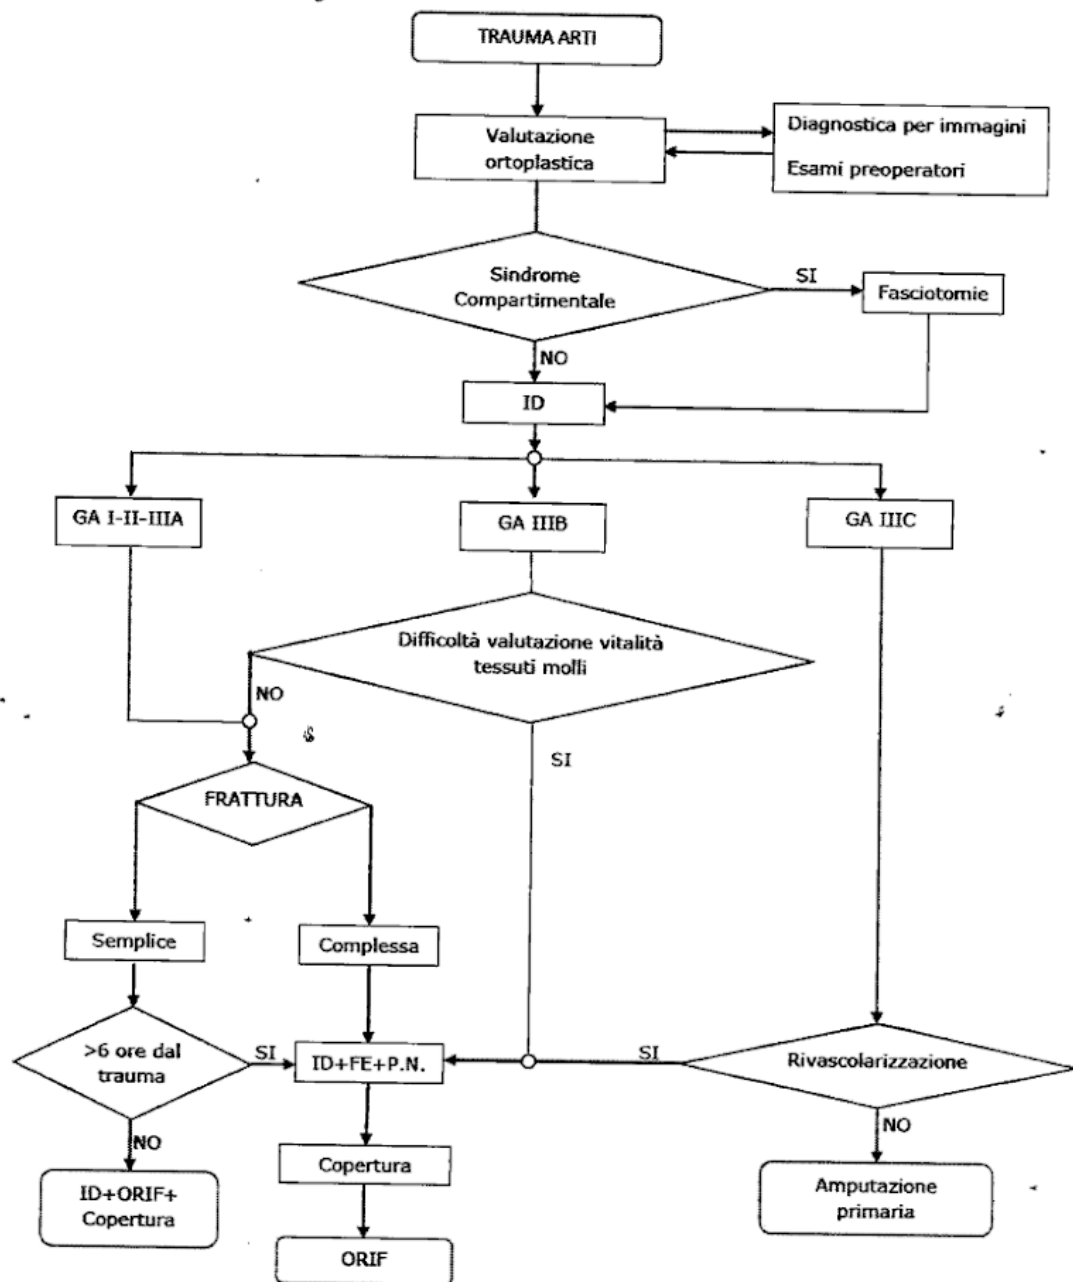 TRAUMA ARTI
Valutazione
ortoplastica
Diagnostica per immagini
Esami preoperatori
Sindrome
Compartimentale
SI
Fasciotomie
NO
ID
GA I-II-IIIA
GA IIIB
GA IIIC
Difficoltà valutazione vitalità
tessuti molli
NO
SI
FRATTURA
Semplice
Complessa
>6 ore dal
trauma
SI
ID+FE+P.N.
SI
Rivascolarizzazione
NO
NO
ID+ORIF+
Copertura
Copertura
Amputazione
primaria
ORIF